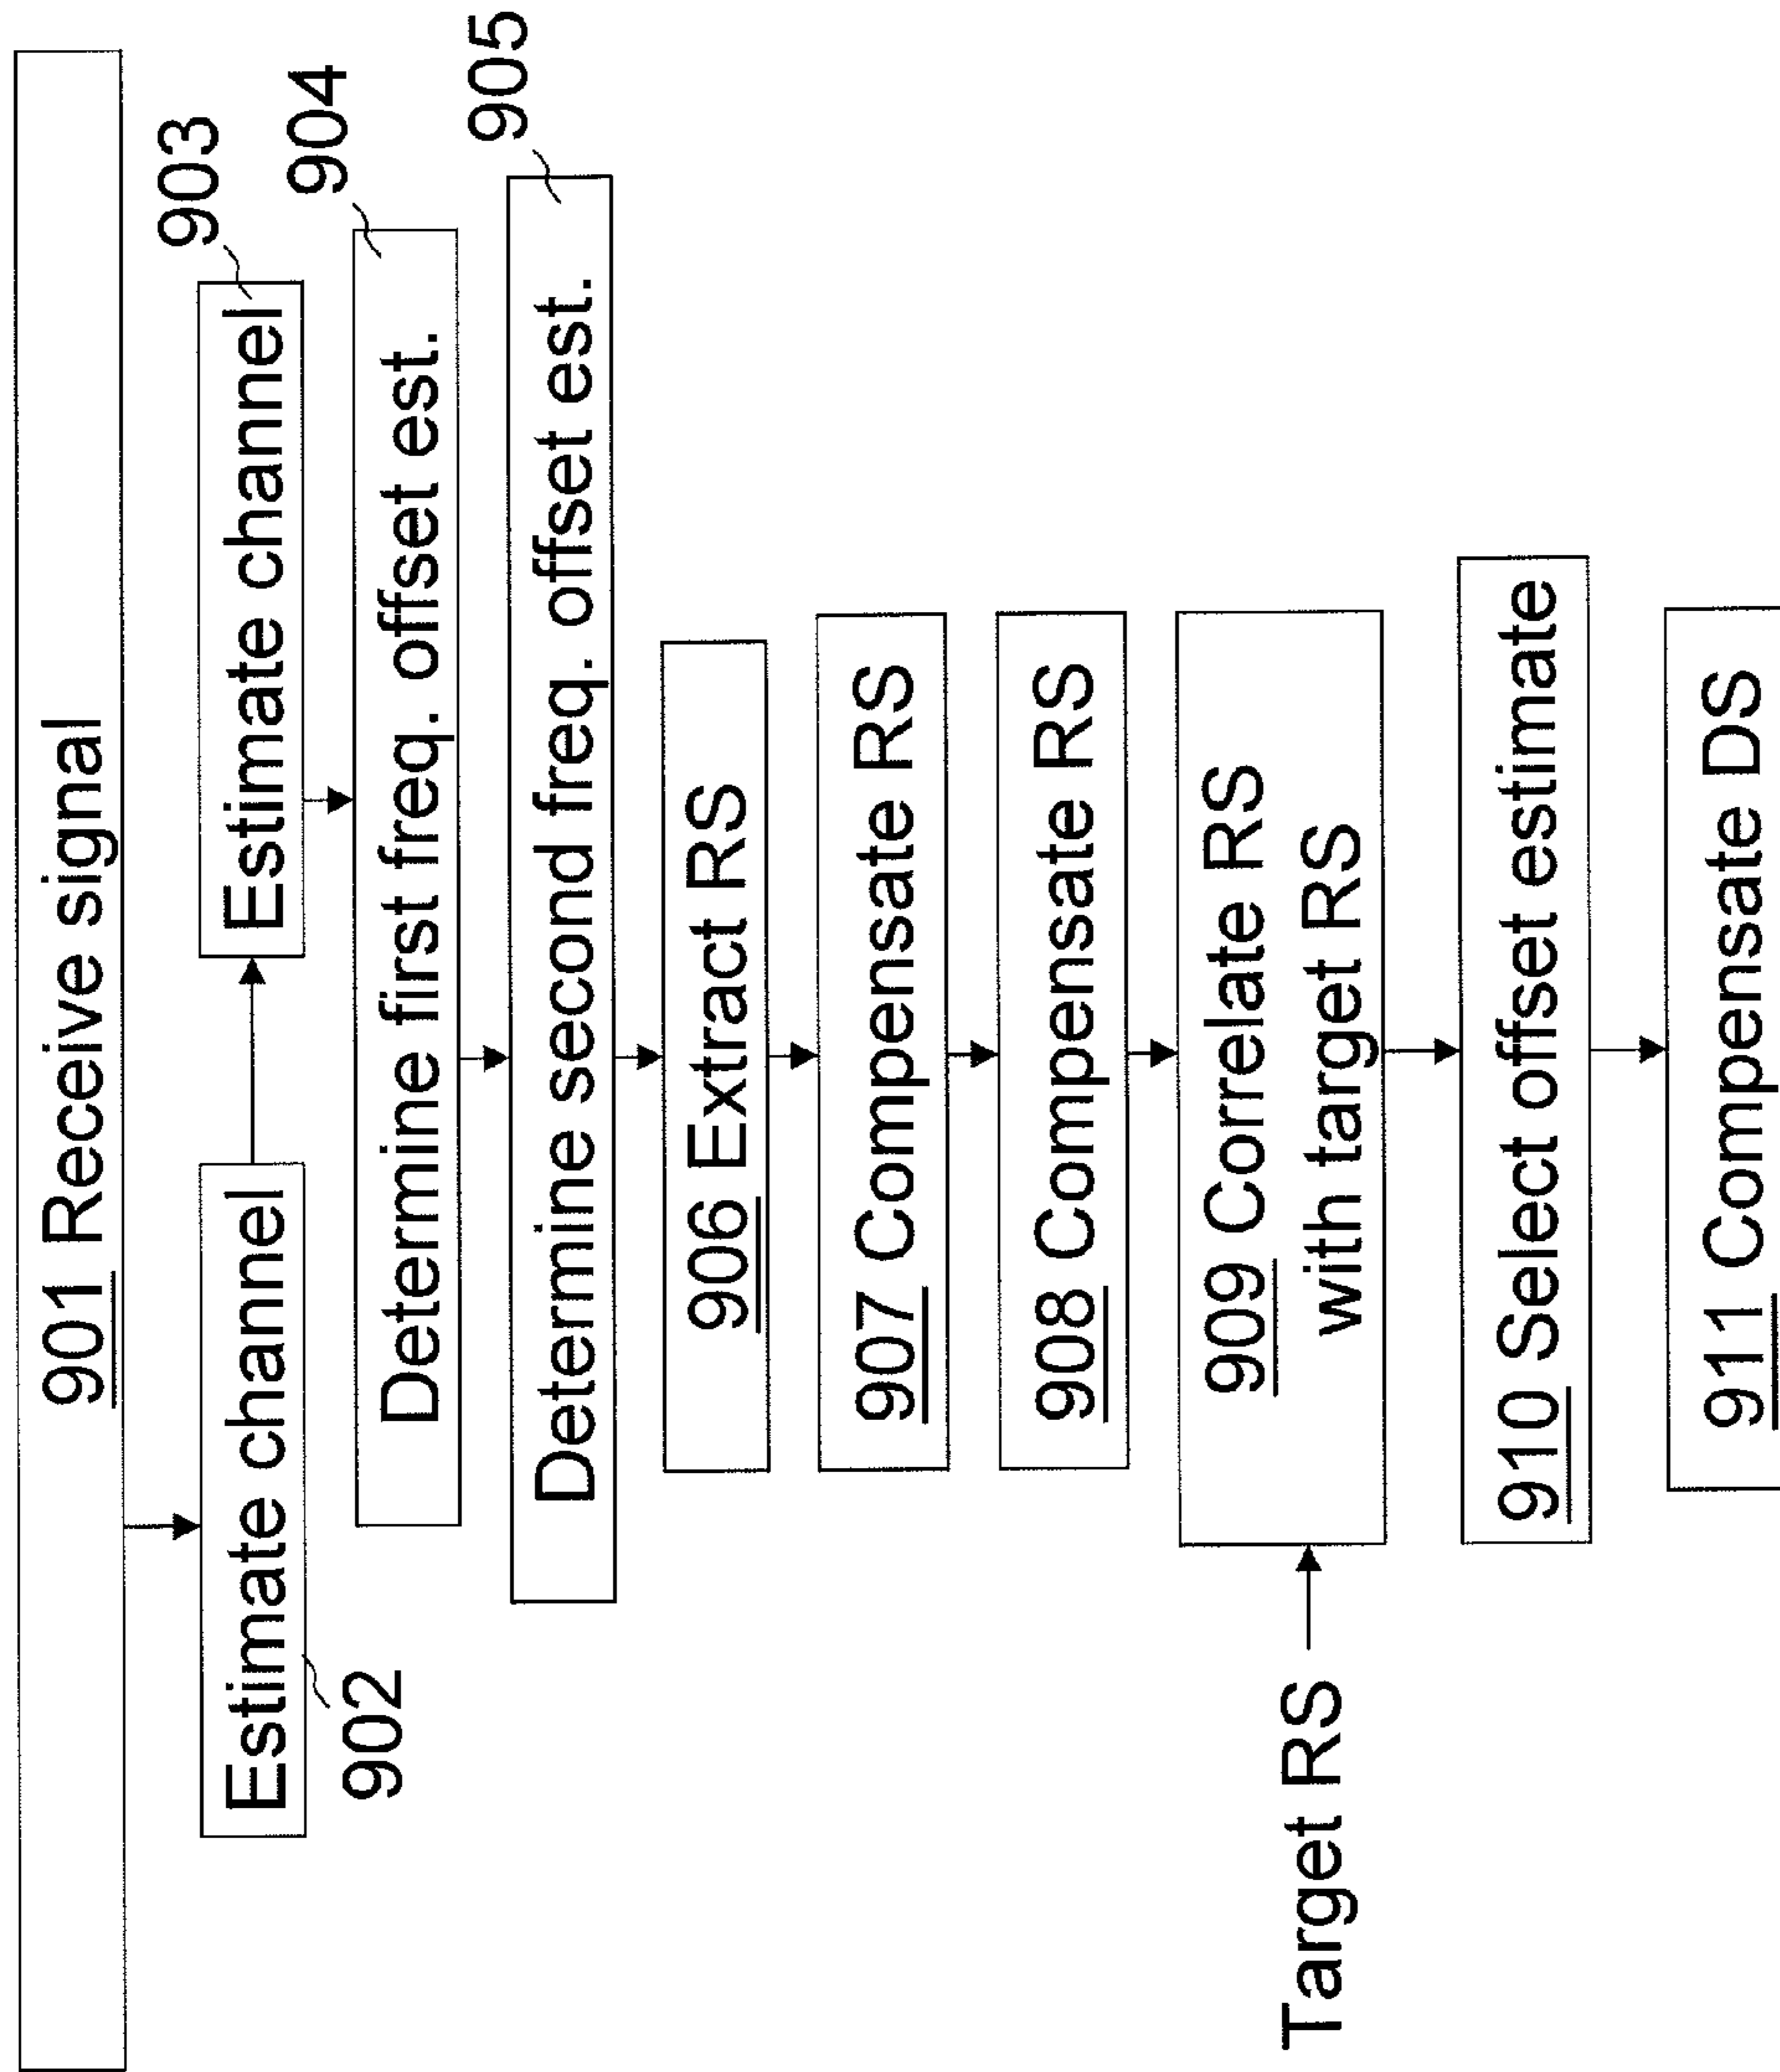 901 Receive signal
Estimate channel
902
Estimate channel
903
Determine first freq. offset est.
904
Determine second freq. offset est.
905
906 Extract RS
907 Compensate RS
908 Compensate RS
Target RS
909 Correlate RS
with target RS
910 Select offset estimate
911 Compensate DS